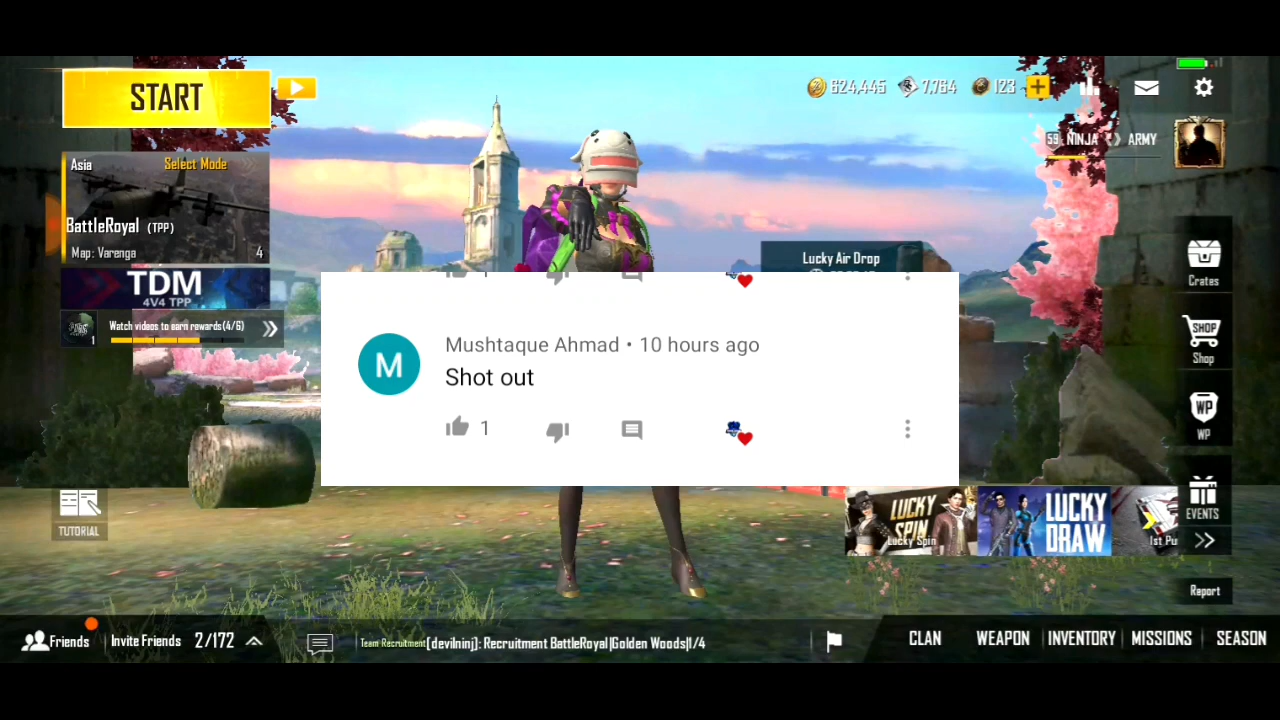 START
624,445
7,764
123
59 NINJA
ARMY
Asia
Select Mode
BattleRoyal (TPP)
Map: Varenga
4
TDM
4V4 TPP
Watch videos to earn rewards(4/6)
1
Lucky Air Drop
M
Mushtaque Ahmad • 10 hours ago
Shot out
1
Crates
SHOP
Shop
WP
WP
EVENTS
LUCKY
SPIN
Lucky Spin
LUCKY
DRAW
1st Pu
TUTORIAL
Report
Friends
Invite Friends
2/172
Team Recruitment[devilninj]: Recruitment BattleRoyal|Golden Woods|1/4
CLAN
WEAPON
INVENTORY
MISSIONS
SEASON